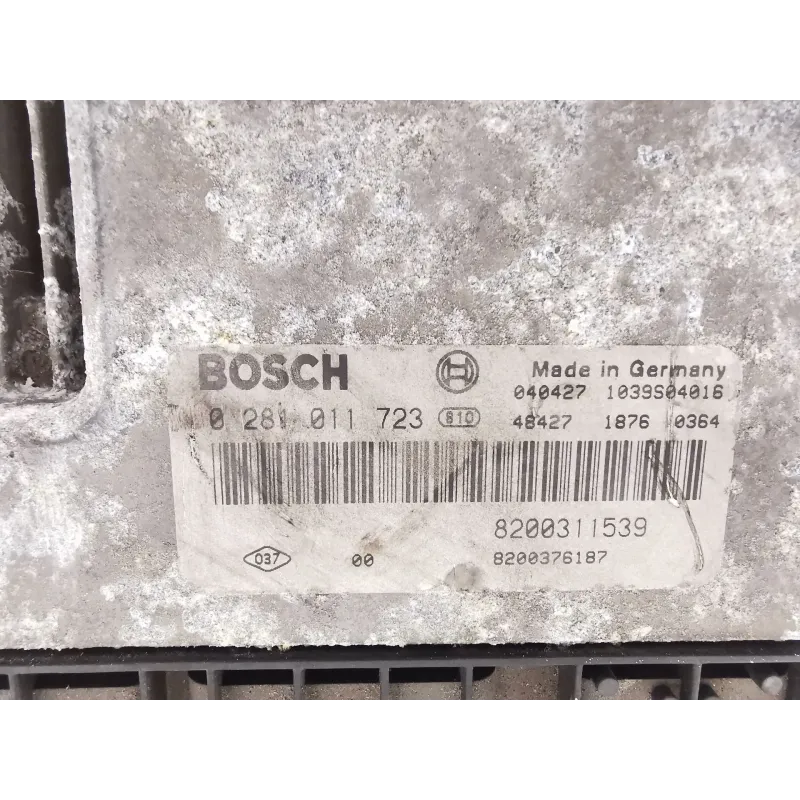 BOSCH
Made in Germany
040427 1039S04016
0 281 011 723 810 48427 1876 0364
8200311539
037 00 8200376187